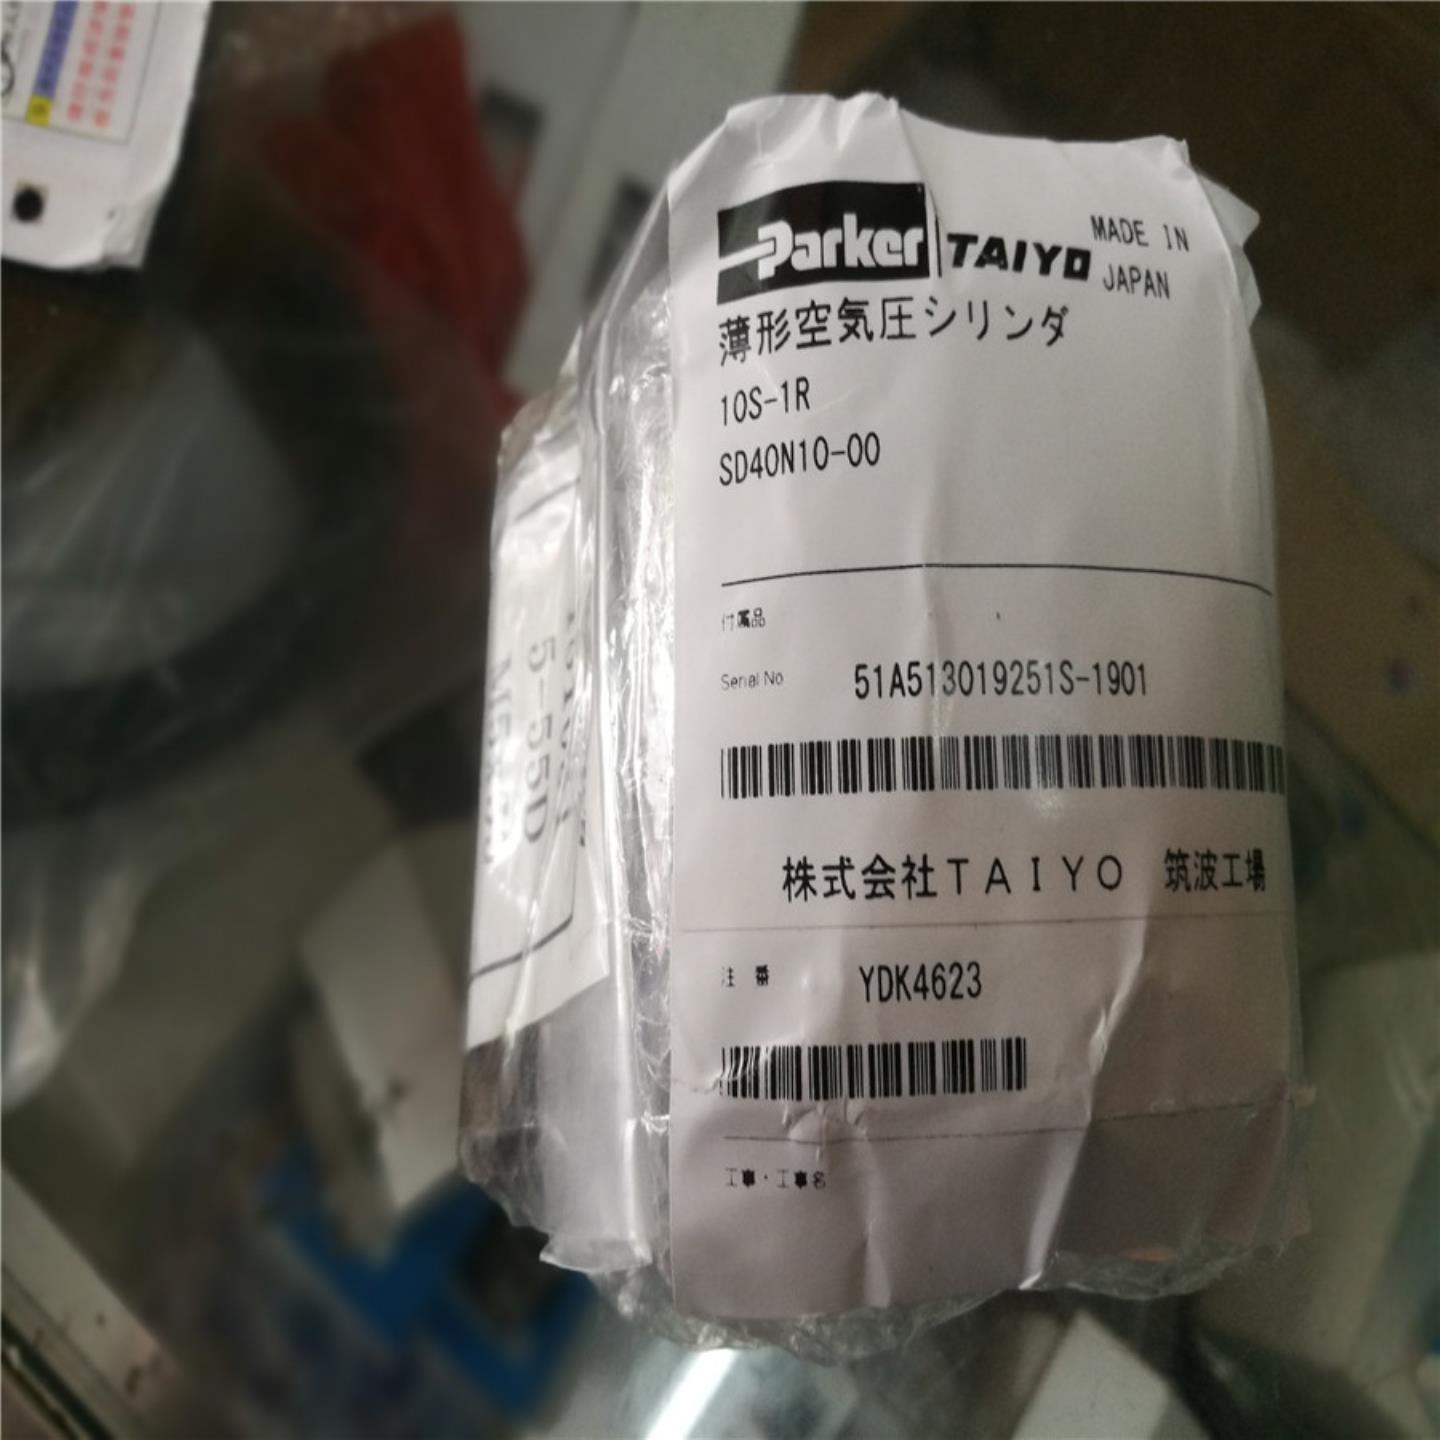 Parker TAIYO MADE IN
JAPAN
薄形空気圧シリンダ
10S-1R
SD40N10-00
付属品
Serial No 51A513019251S-1901
株式会社TAIYO 筑波工場
注番 YDK4623
工事・工事名
5-55D